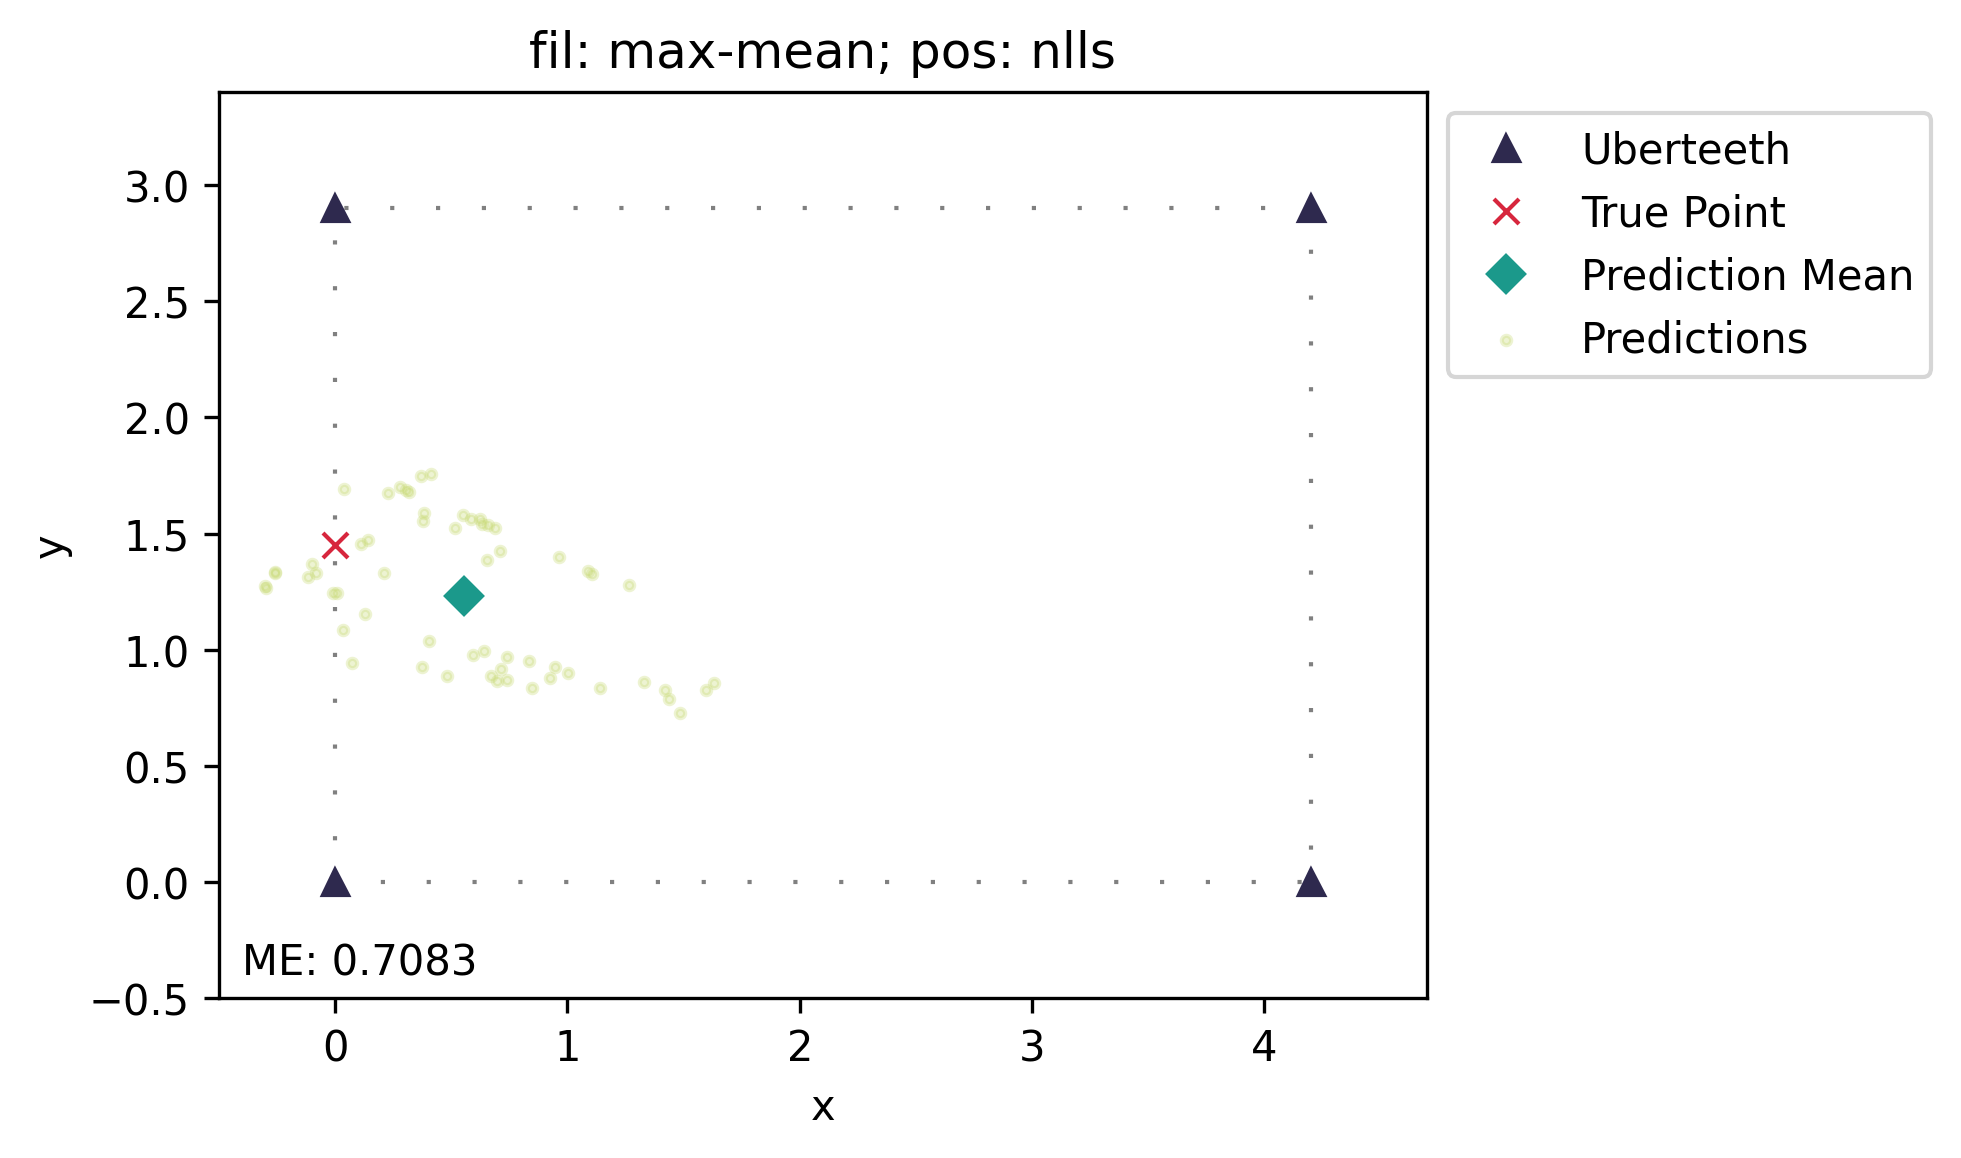 fil: max-mean; pos: nlls
Uberteeth
True Point
Prediction Mean
Predictions
3.0
2.5
2.0
1.5
1.0
0.5
0.0
−0.5
y
ME: 0.7083
0 1 2 3 4
x